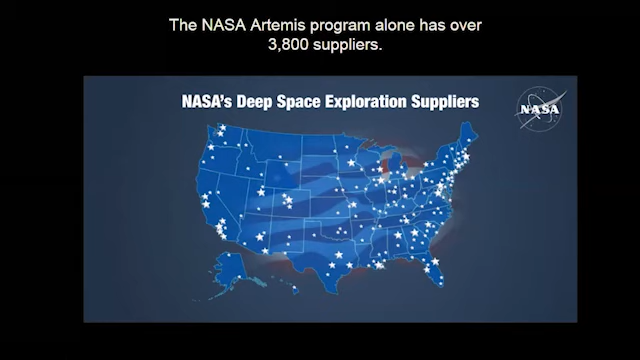 The NASA Artemis program alone has over
3,800 suppliers.
NASA's Deep Space Exploration Suppliers
NASA